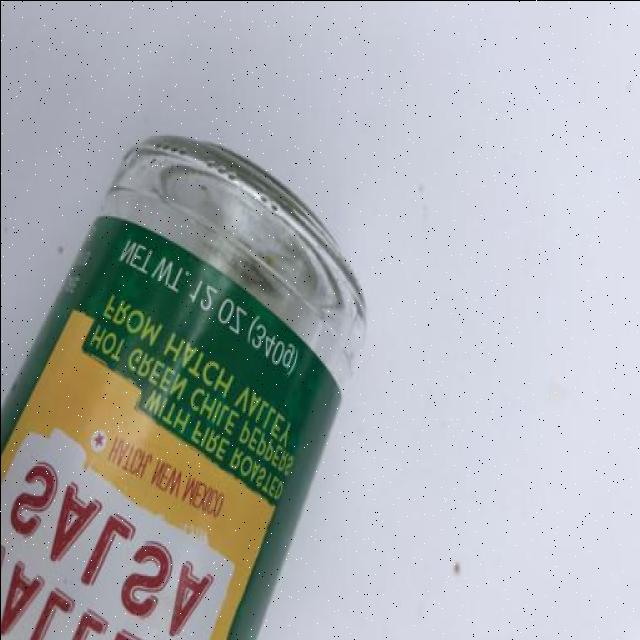 SALSA
HATCH, NEW MEXICO
WITH FIRE ROASTED
HOT GREEN CHILE PEPPERS
FROM HATCH VALLEY
NET WT. 12 OZ (340g)